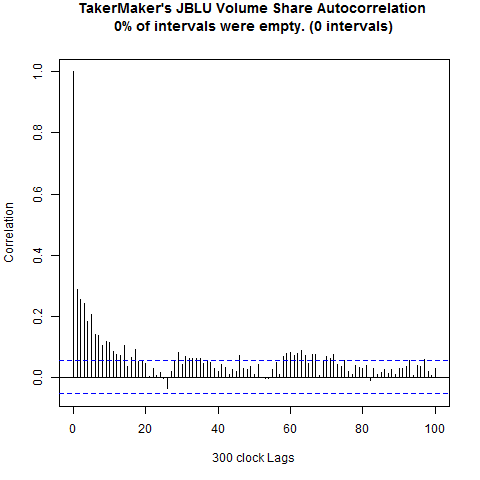 TakerMaker's JBLU Volume Share Autocorrelation
0% of intervals were empty. (0 intervals)
Correlation
1.0
0.8
0.6
0.4
0.2
0.0
0 20 40 60 80 100
300 clock Lags